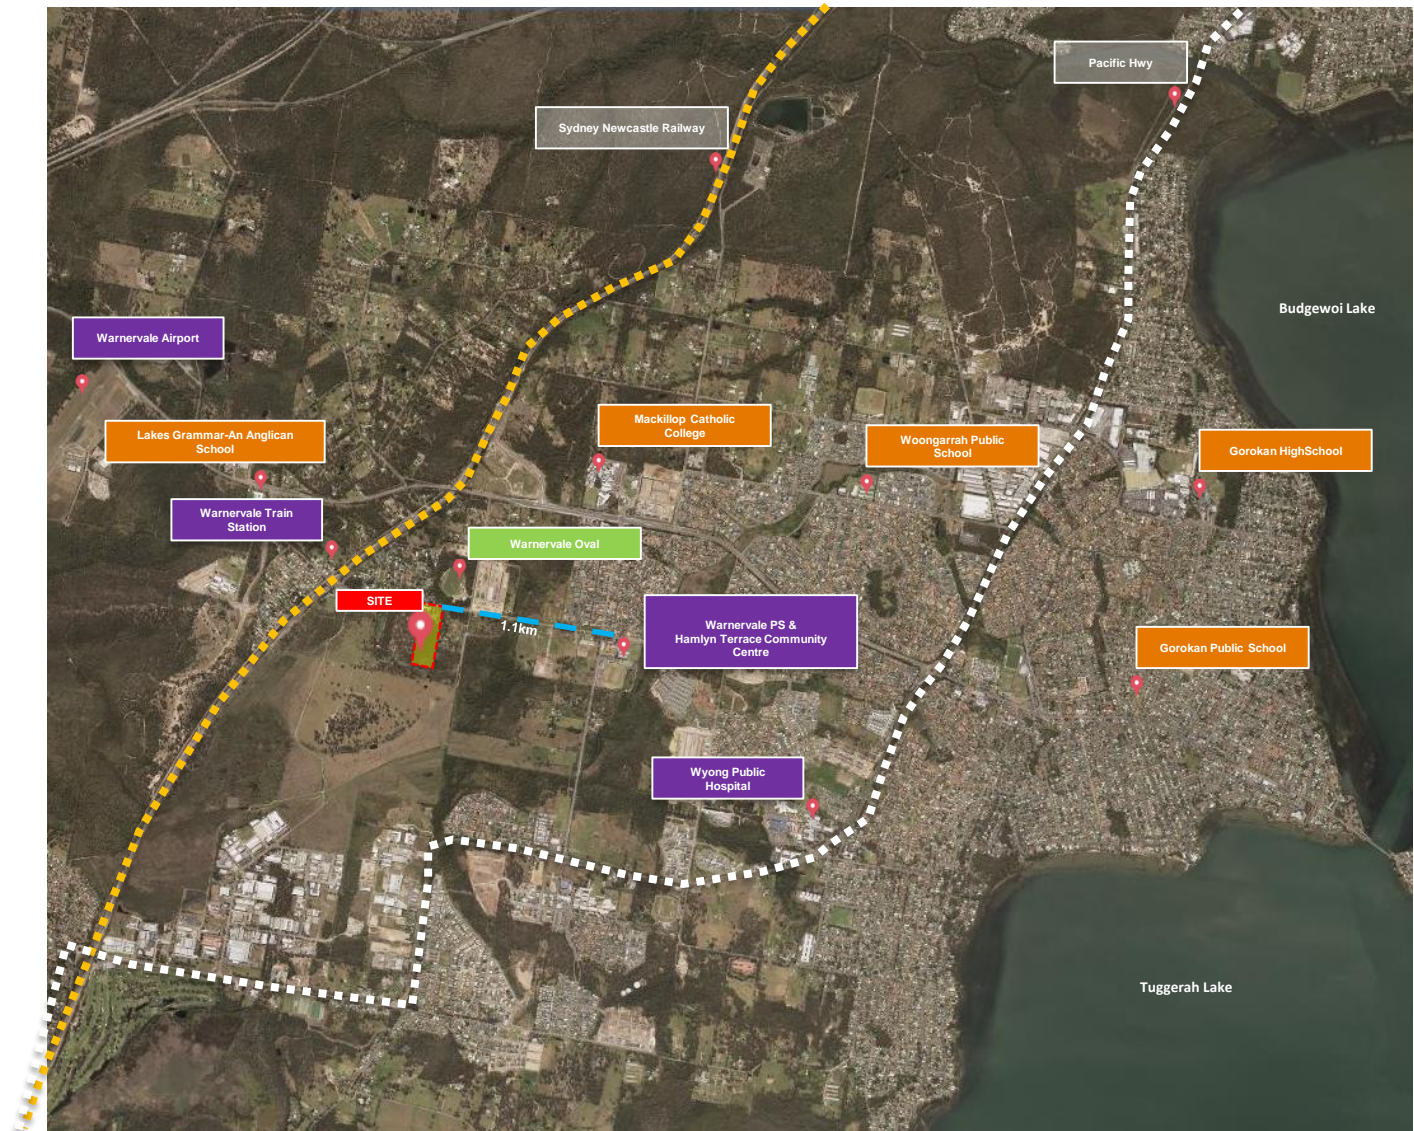 Pacific Hwy
Sydney Newcastle Railway
Budgewoi Lake
Warnervale Airport
Mackillop Catholic
College
Lakes Grammar-An Anglican
School
Woongarrah Public
School
Gorokan HighSchool
Warnervale Train
Station
Warnervale Oval
SITE
1.1km
Warnervale PS &
Hamlyn Terrace Community
Centre
Gorokan Public School
Wyong Public
Hospital
Tuggerah Lake